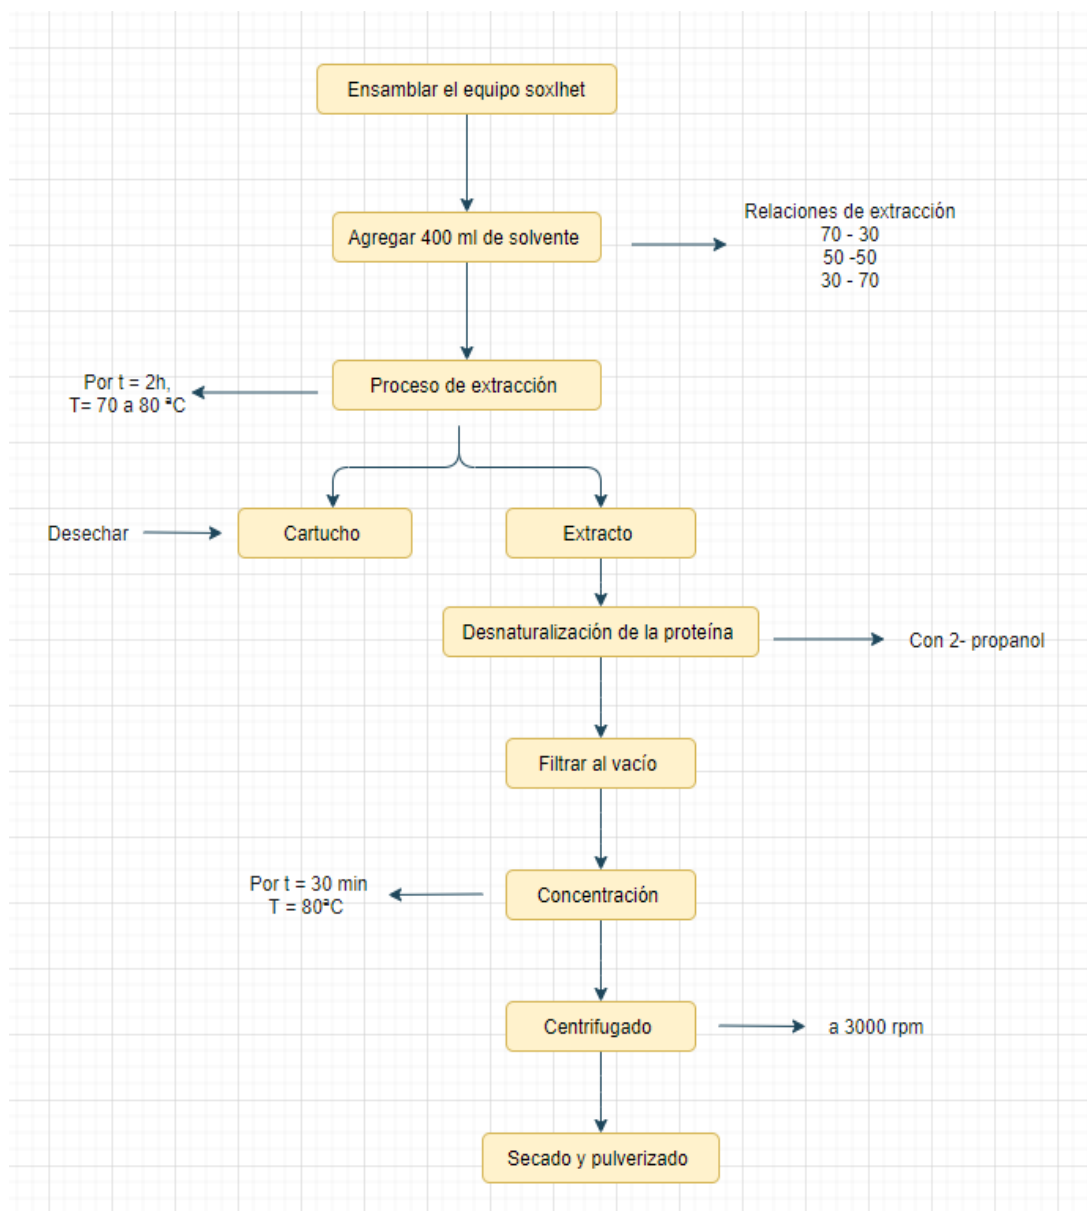 Ensamblar el equipo soxlhet
Agregar 400 ml de solvente
Relaciones de extracción
70 - 30
50 -50
30 - 70
Proceso de extracción
Por t = 2h,
T= 70 a 80 ªC
Desechar
Cartucho
Extracto
Desnaturalización de la proteína
Con 2- propanol
Filtrar al vacío
Por t = 30 min
T = 80ªC
Concentración
Centrifugado
a 3000 rpm
Secado y pulverizado